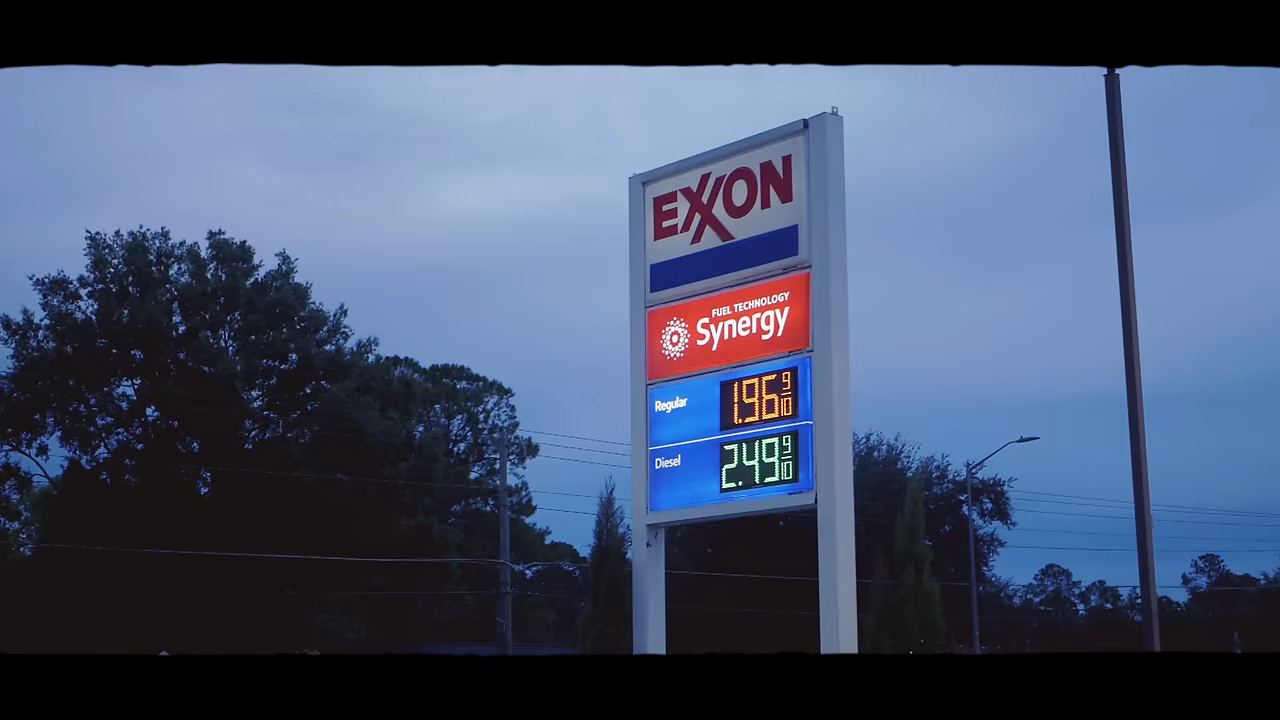 EXXON
FUEL TECHNOLOGY
Synergy
Regular 1.96 9/10
Diesel 2.49 9/10